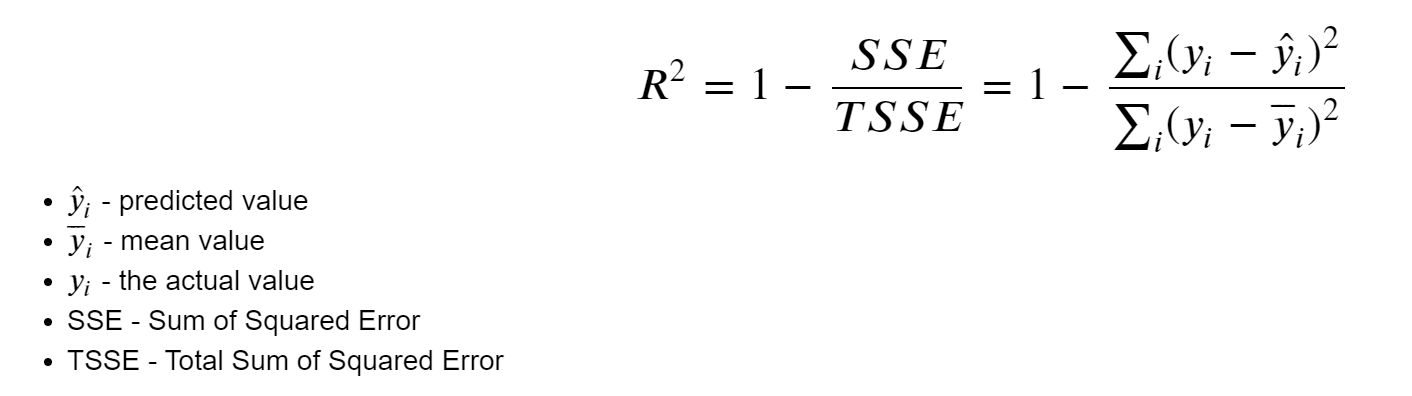 R² = 1 − SSE/TSSE = 1 − ∑ᵢ(yᵢ − ŷᵢ)²/∑ᵢ(yᵢ − ȳᵢ)²
• ŷᵢ - predicted value
• ȳᵢ - mean value
• yᵢ - the actual value
• SSE - Sum of Squared Error
• TSSE - Total Sum of Squared Error